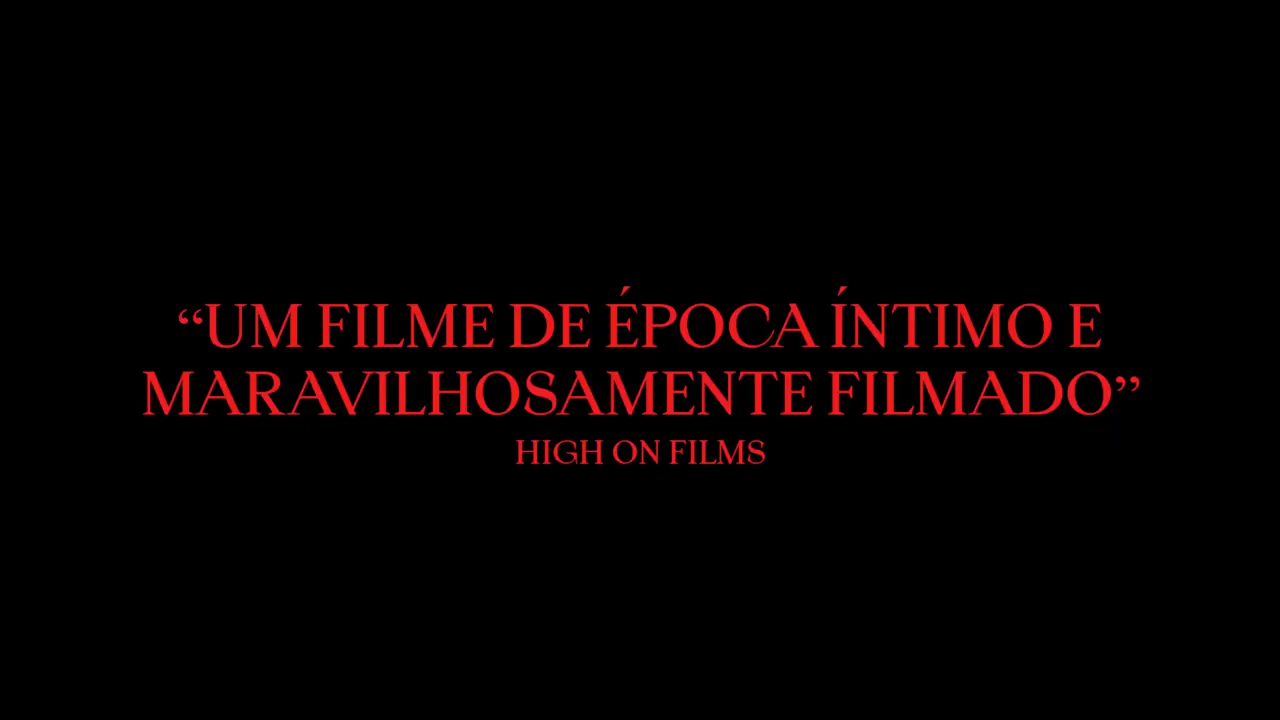 “UM FILME DE ÉPOCA ÍNTIMO E
MARAVILHOSAMENTE FILMADO”
HIGH ON FILMS